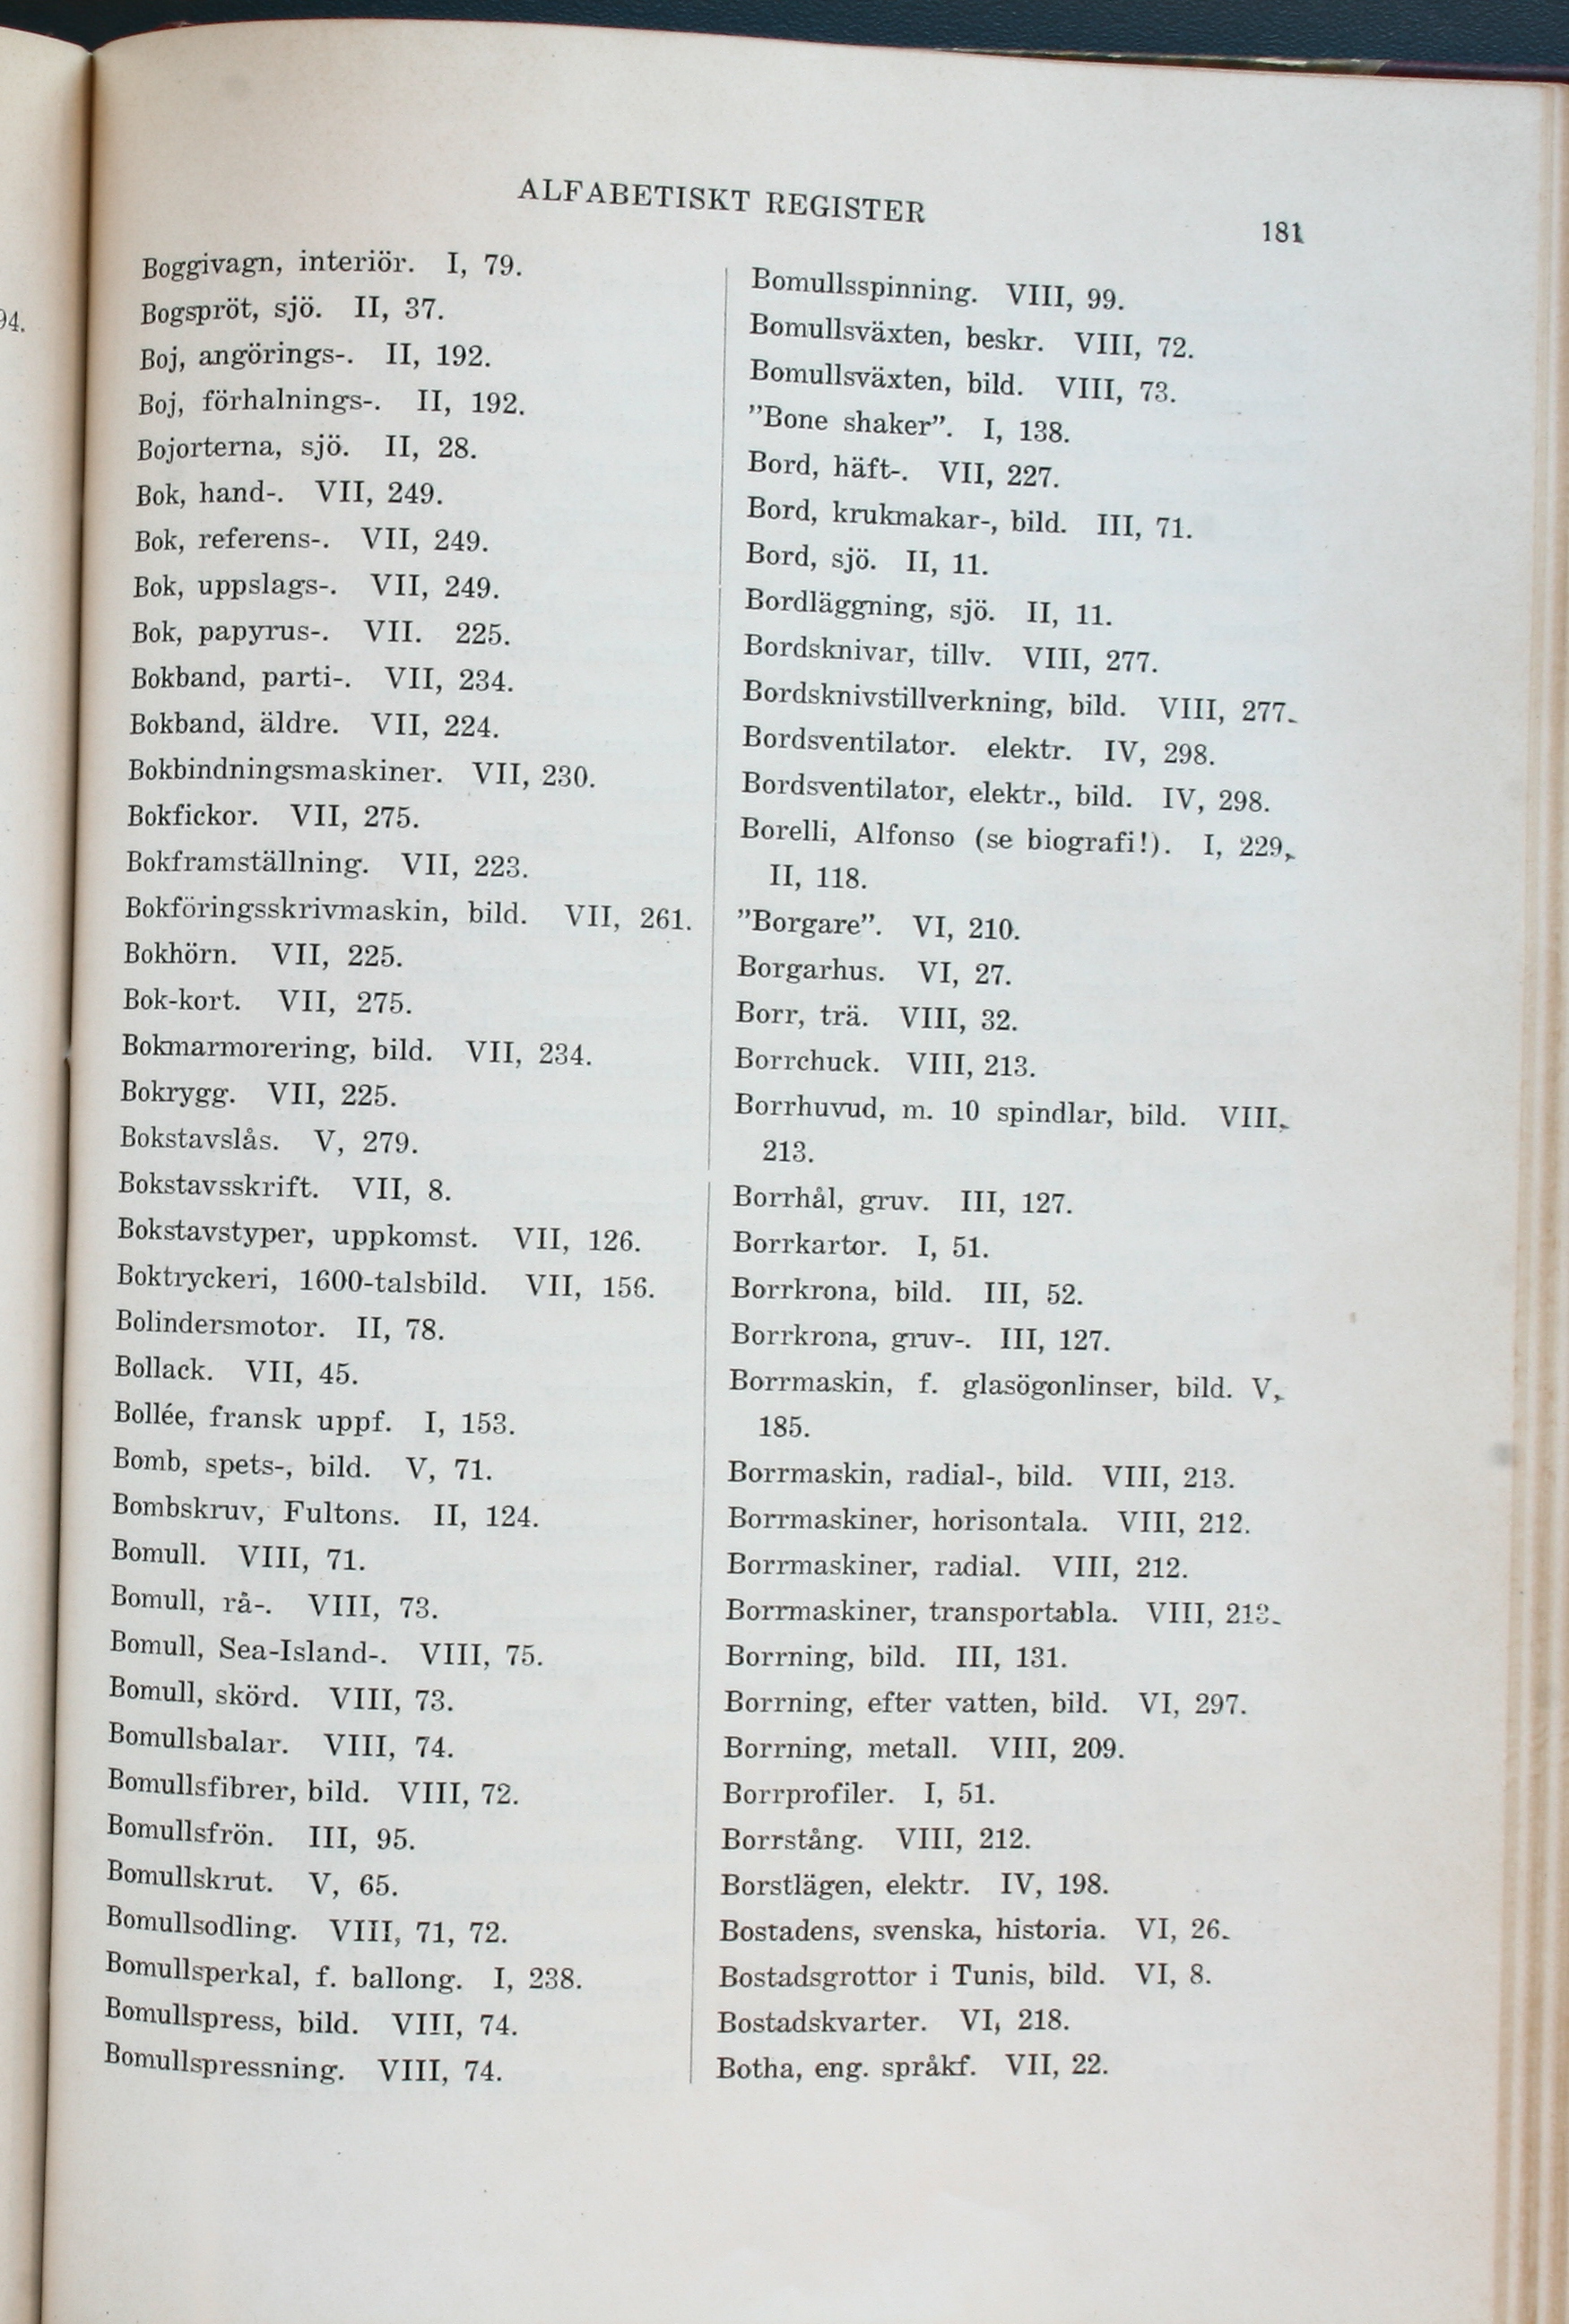 94.
ALFABETISKT REGISTER
181
Boggivagn, interiör. I, 79.
Bogspröt, sjö. II, 37.
Boj, angörings-. II, 192.
Boj, förhalnings-. II, 192.
Bojorterna, sjö. II, 28.
Bok, hand-. VII, 249.
Bok, referens-. VII, 249.
Bok, uppslags-. VII, 249.
Bok, papyrus-. VII. 225.
Bokband, parti-. VII, 234.
Bokband, äldre. VII, 224.
Bokbindningsmaskiner. VII, 230.
Bokfickor. VII, 275.
Bokframställning. VII, 223.
Bokföringsskrivmaskin, bild. VII, 261.
Bokhörn. VII, 225.
Bok-kort. VII, 275.
Bokmarmorering, bild. VII, 234.
Bokrygg. VII, 225.
Bokstavslås. V, 279.
Bokstavsskrift. VII, 8.
Bokstavstyper, uppkomst. VII, 126.
Boktryckeri, 1600-talsbild. VII, 156.
Bolindersmotor. II, 78.
Bollack. VII, 45.
Bollée, fransk uppf. I, 153.
Bomb, spets-, bild. V, 71.
Bombskruv, Fultons. II, 124.
Bomull. VIII, 71.
Bomull, rå-. VIII, 73.
Bomull, Sea-Island-. VIII, 75.
Bomull, skörd. VIII, 73.
Bomullsbalar. VIII, 74.
Bomullsfibrer, bild. VIII, 72.
Bomullsfrön. III, 95.
Bomullskrut. V, 65.
Bomullsodling. VIII, 71, 72.
Bomullsperkal, f. ballong. I, 238.
Bomullspress, bild. VIII, 74.
Bomullspressning. VIII, 74.
Bomullsspinning. VIII, 99.
Bomullsväxten, beskr. VIII, 72.
Bomullsväxten, bild. VIII, 73.
”Bone shaker”. I, 138.
Bord, häft-. VII, 227.
Bord, krukmakar-, bild. III, 71.
Bord, sjö. II, 11.
Bordläggning, sjö. II, 11.
Bordsknivar, tillv. VIII, 277.
Bordsknivstillverkning, bild. VIII, 277.
Bordsventilator. elektr. IV, 298.
Bordsventilator, elektr., bild. IV, 298.
Borelli, Alfonso (se biografi!). I, 229,
II, 118.
”Borgare”. VI, 210.
Borgarhus. VI, 27.
Borr, trä. VIII, 32.
Borrchuck. VIII, 213.
Borrhuvud, m. 10 spindlar, bild. VIII,
213.
Borrhål, gruv. III, 127.
Borrkartor. I, 51.
Borrkrona, bild. III, 52.
Borrkrona, gruv-. III, 127.
Borrmaskin, f. glasögonlinser, bild. V,
185.
Borrmaskin, radial-, bild. VIII, 213.
Borrmaskiner, horisontala. VIII, 212.
Borrmaskiner, radial. VIII, 212.
Borrmaskiner, transportabla. VIII, 213.
Borrning, bild. III, 131.
Borrning, efter vatten, bild. VI, 297.
Borrning, metall. VIII, 209.
Borrprofiler. I, 51.
Borrstång. VIII, 212.
Borstlägen, elektr. IV, 198.
Bostadens, svenska, historia. VI, 26.
Bostadsgrottor i Tunis, bild. VI, 8.
Bostadskvarter. VI, 218.
Botha, eng. språkf. VII, 22.